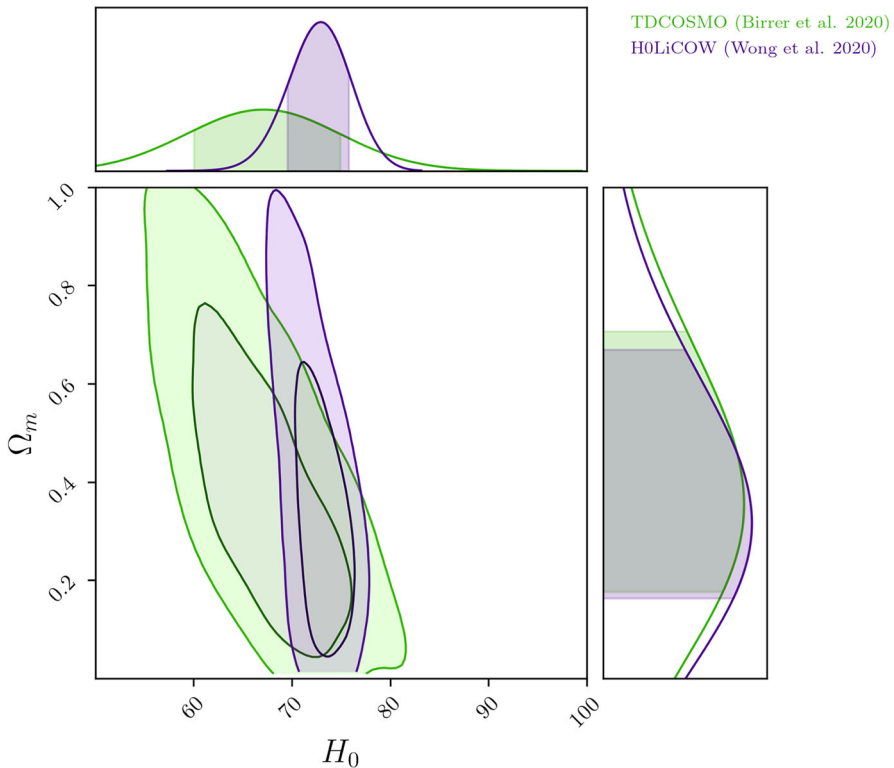 TDCOSMO (Birrer et al. 2020)
H0LiCOW (Wong et al. 2020)
1.0
0.8
0.6
0.4
0.2
Ωₘ
60
70
80
90
100
H₀